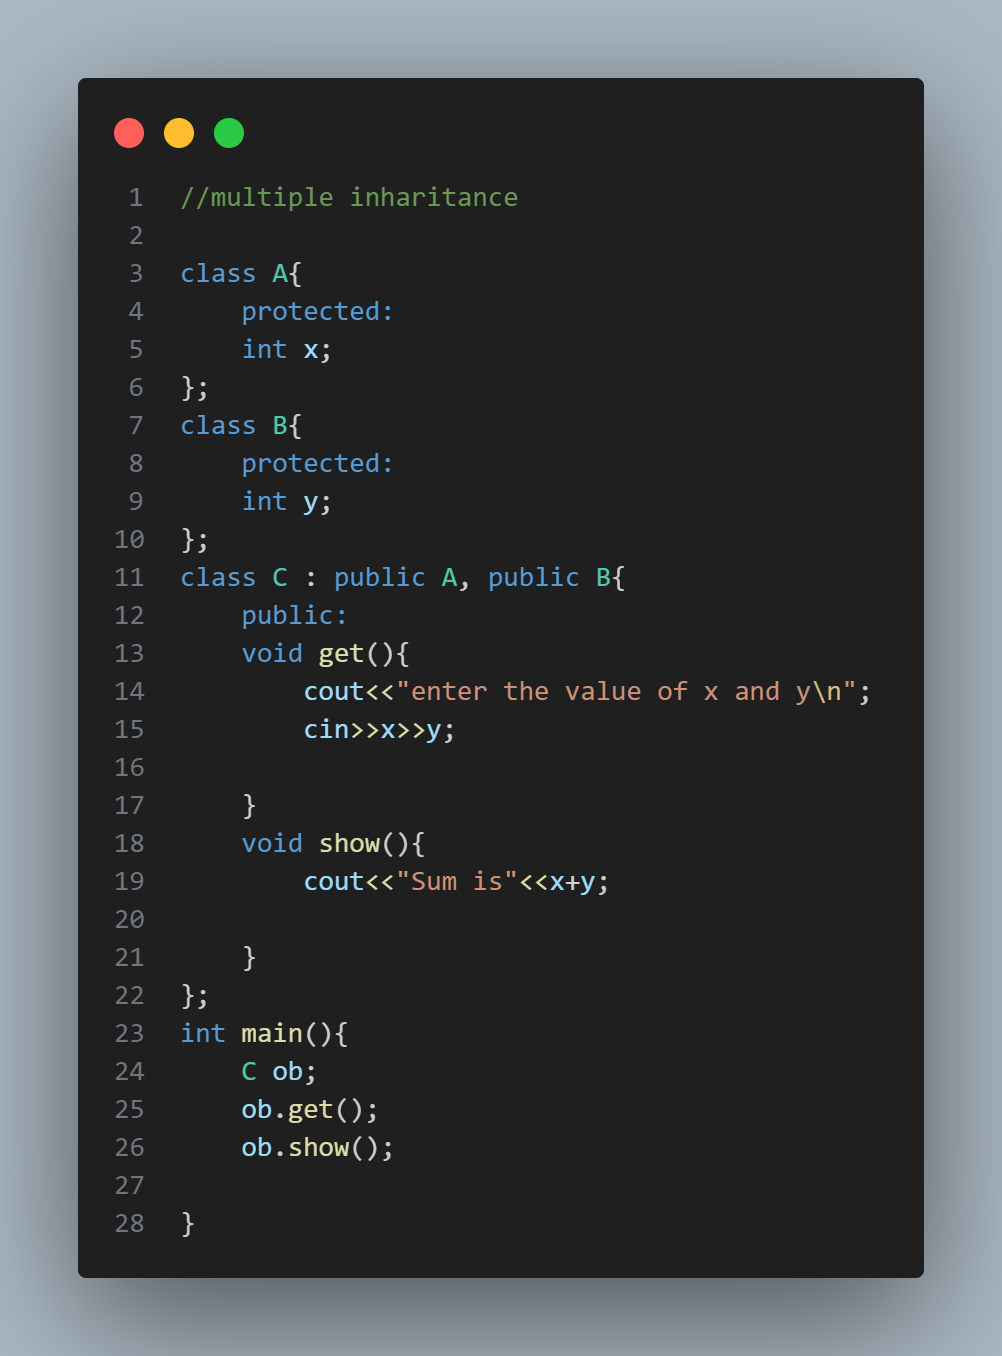 1 //multiple inharitance
2
3 class A{
4     protected:
5     int x;
6 };
7 class B{
8     protected:
9     int y;
10 };
11 class C : public A, public B{
12     public:
13     void get(){
14         cout<<"enter the value of x and y\n";
15         cin>>x>>y;
16
17     }
18     void show(){
19         cout<<"Sum is"<<x+y;
20
21     }
22 };
23 int main(){
24     C ob;
25     ob.get();
26     ob.show();
27
28 }